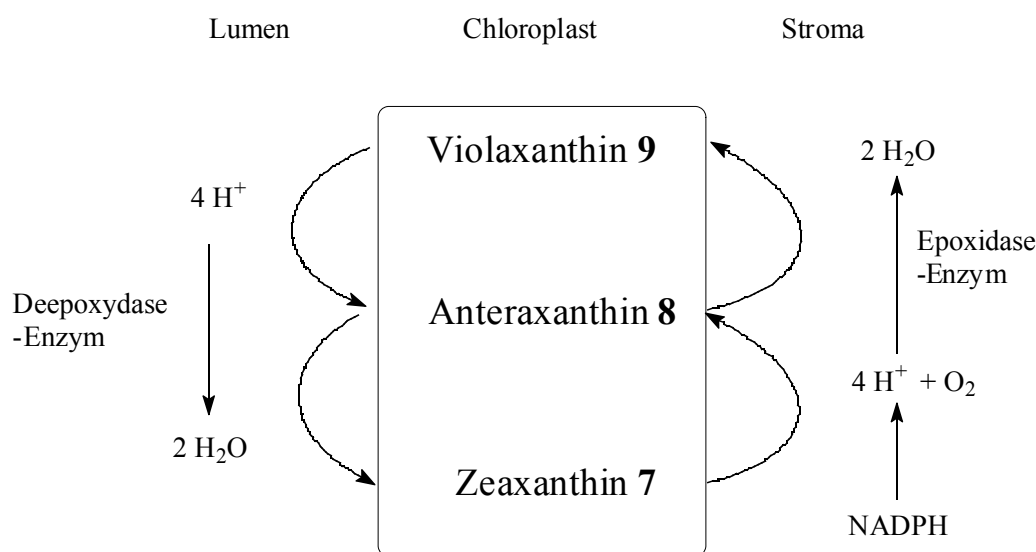 Lumen
Chloroplast
Stroma
Violaxanthin 9
2 H₂O
4 H⁺
Epoxidase
-Enzym
Deepoxydase
-Enzym
Anteraxanthin 8
4 H⁺ + O₂
2 H₂O
Zeaxanthin 7
NADPH